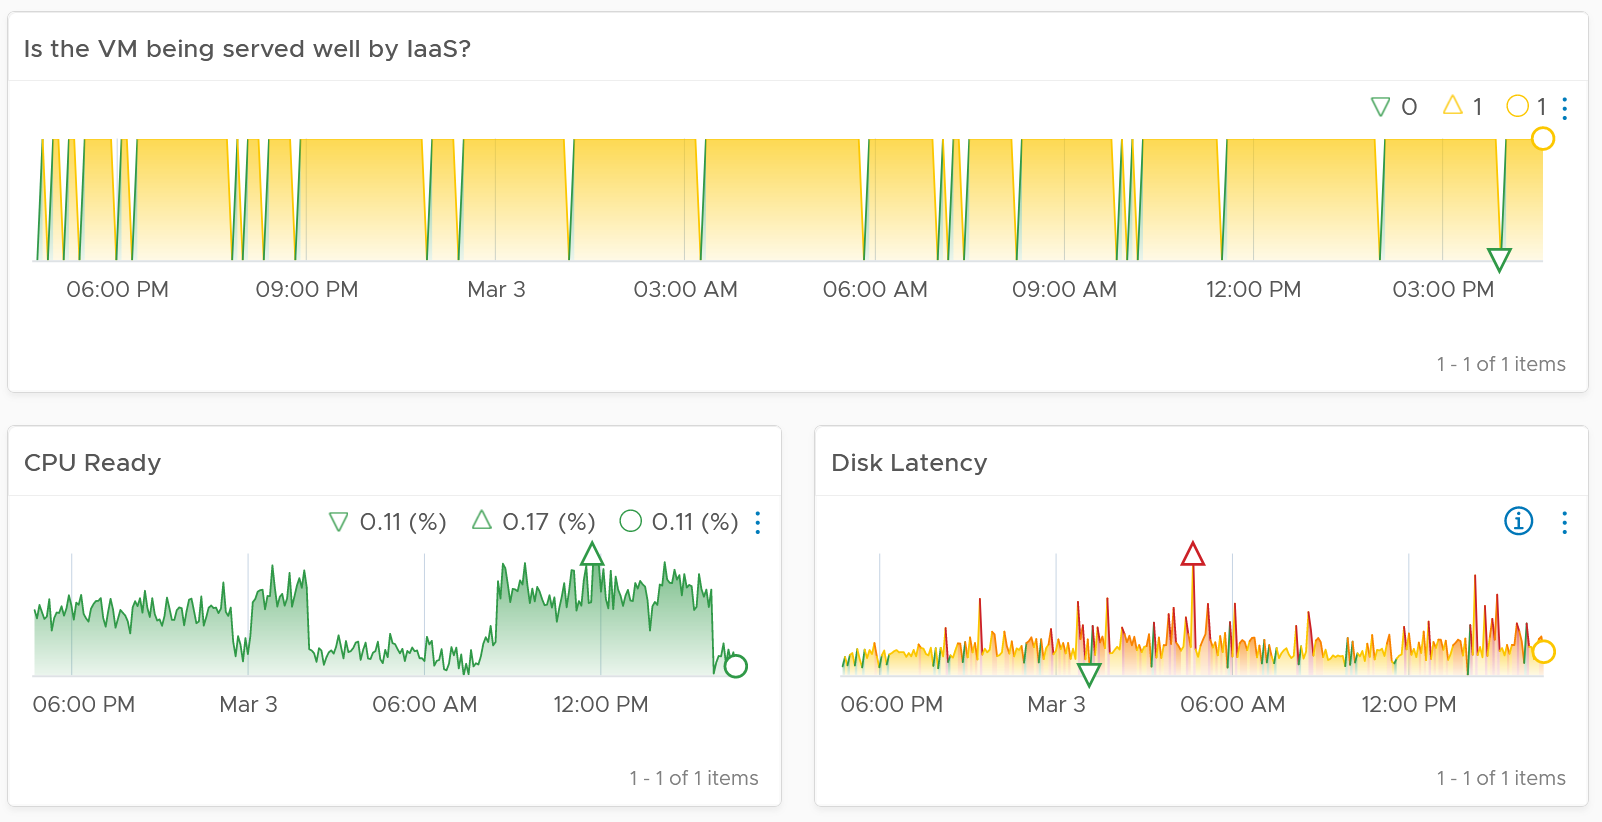 Is the VM being served well by IaaS?
0 1 1
06:00 PM 09:00 PM Mar 3 03:00 AM 06:00 AM 09:00 AM 12:00 PM 03:00 PM
1 - 1 of 1 items
CPU Ready
0.11 (%) 0.17 (%) 0.11 (%)
06:00 PM Mar 3 06:00 AM 12:00 PM
1 - 1 of 1 items
Disk Latency
06:00 PM Mar 3 06:00 AM 12:00 PM
1 - 1 of 1 items